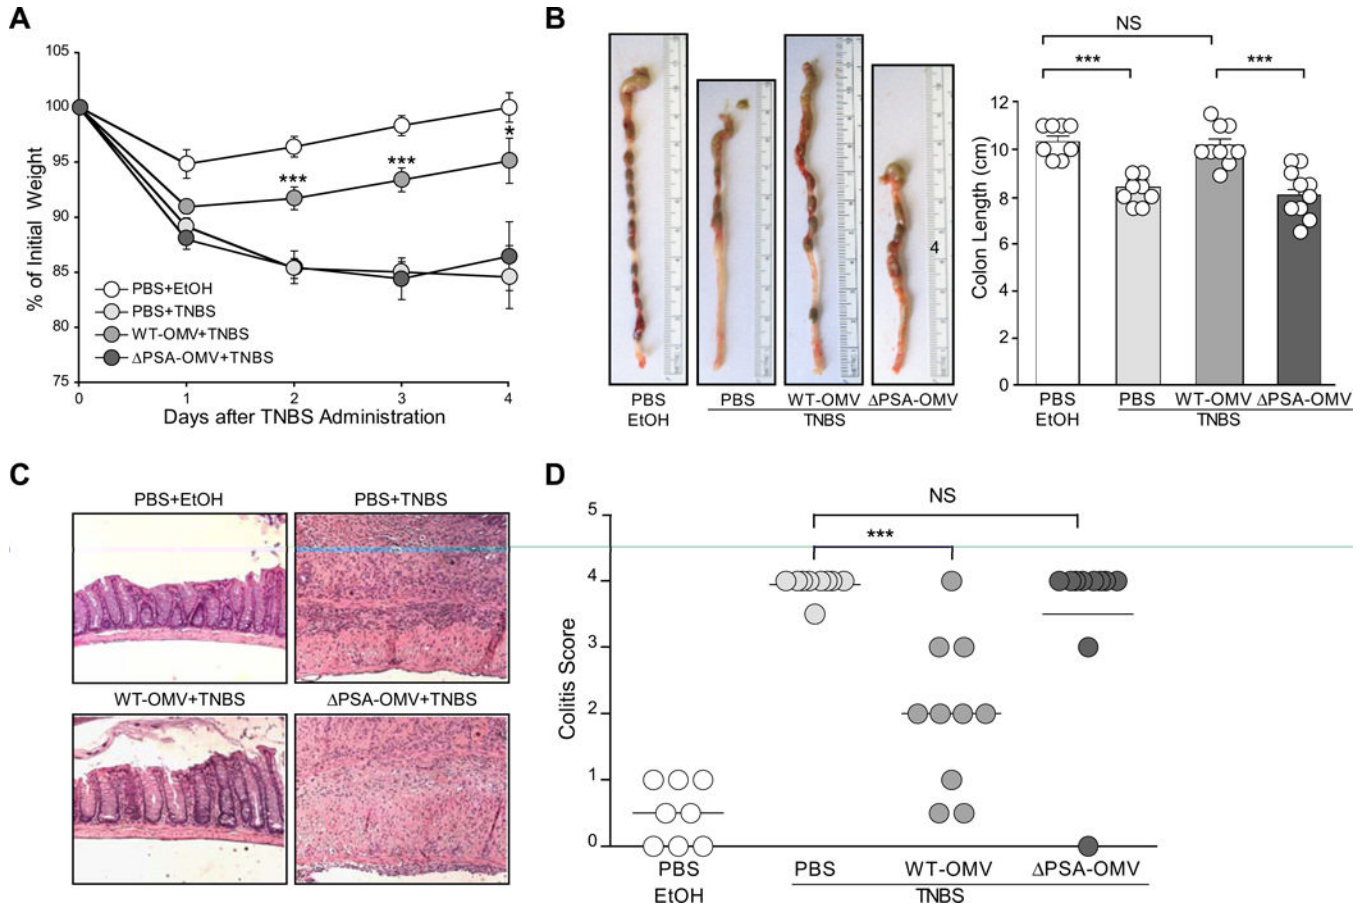 A
105
100
95
90
85
80
75
% of Initial Weight
***
***
*
PBS+EtOH
PBS+TNBS
WT-OMV+TNBS
ΔPSA-OMV+TNBS
0 1 2 3 4
Days after TNBS Administration
B
4
PBS PBS WT-OMV ΔPSA-OMV
EtOH TNBS
NS
*** ***
12
10
8
6
4
2
0
Colon Length (cm)
PBS PBS WT-OMV ΔPSA-OMV
EtOH TNBS
C
PBS+EtOH PBS+TNBS
WT-OMV+TNBS ΔPSA-OMV+TNBS
D
NS
***
5
4
3
2
1
0
Colitis Score
PBS PBS WT-OMV ΔPSA-OMV
EtOH TNBS